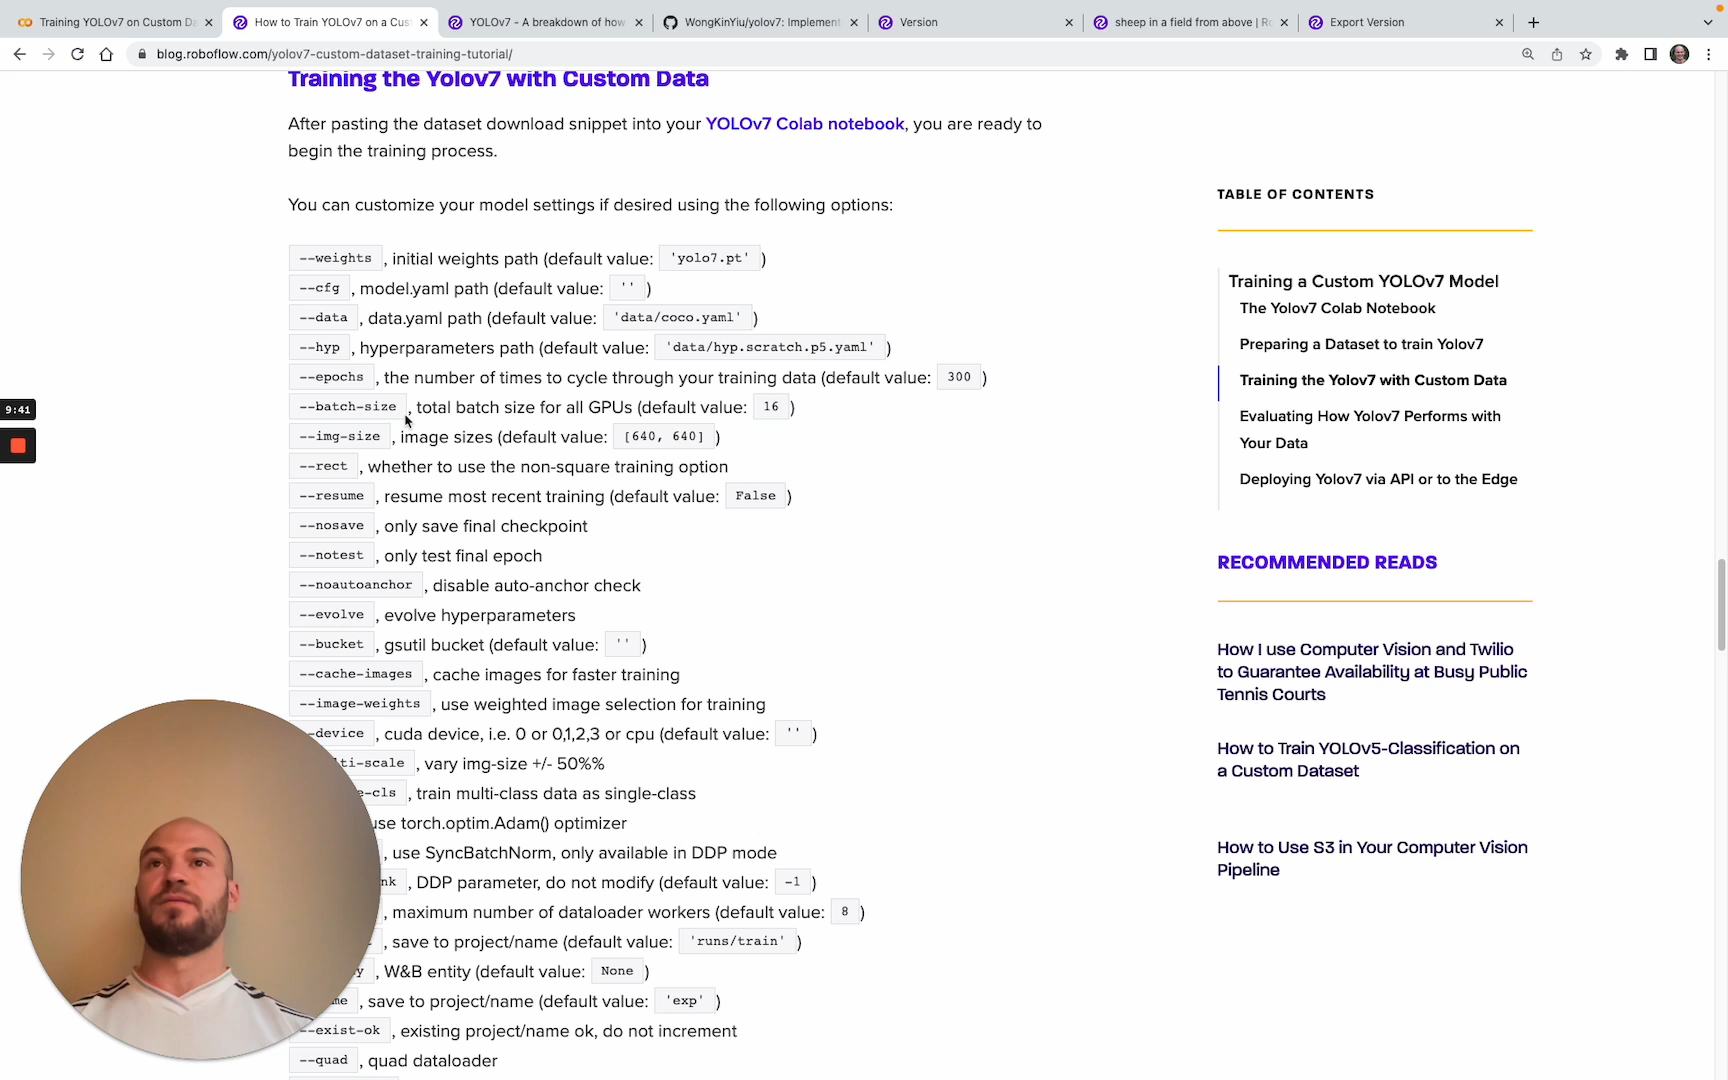 Training YOLOv7 on Custom Da
How to Train YOLOv7 on a Cus
YOLOv7 - A breakdown of how
WongKinYiu/yolov7: Implement
Version
sheep in a field from above | Ro
Export Version
blog.roboflow.com/yolov7-custom-dataset-training-tutorial/
Training the Yolov7 with Custom Data
After pasting the dataset download snippet into your YOLOv7 Colab notebook, you are ready to
begin the training process.
You can customize your model settings if desired using the following options:
--weights , initial weights path (default value: 'yolo7.pt' )
--cfg , model.yaml path (default value: '' )
--data , data.yaml path (default value: 'data/coco.yaml' )
--hyp , hyperparameters path (default value: 'data/hyp.scratch.p5.yaml' )
--epochs , the number of times to cycle through your training data (default value: 300 )
--batch-size , total batch size for all GPUs (default value: 16 )
--img-size , image sizes (default value: [640, 640] )
--rect , whether to use the non-square training option
--resume , resume most recent training (default value: False )
--nosave , only save final checkpoint
--notest , only test final epoch
--noautoanchor , disable auto-anchor check
--evolve , evolve hyperparameters
--bucket , gsutil bucket (default value: '' )
--cache-images , cache images for faster training
--image-weights , use weighted image selection for training
-device , cuda device, i.e. 0 or 0,1,2,3 or cpu (default value: '' )
ti-scale , vary img-size +/- 50%%
e-cls , train multi-class data as single-class
use torch.optim.Adam() optimizer
, use SyncBatchNorm, only available in DDP mode
nk , DDP parameter, do not modify (default value: -1 )
, maximum number of dataloader workers (default value: 8 )
, save to project/name (default value: 'runs/train' )
y , W&B entity (default value: None )
me , save to project/name (default value: 'exp' )
--exist-ok , existing project/name ok, do not increment
--quad , quad dataloader
9:41
TABLE OF CONTENTS
Training a Custom YOLOv7 Model
The Yolov7 Colab Notebook
Preparing a Dataset to train Yolov7
Training the Yolov7 with Custom Data
Evaluating How Yolov7 Performs with
Your Data
Deploying Yolov7 via API or to the Edge
RECOMMENDED READS
How I use Computer Vision and Twilio
to Guarantee Availability at Busy Public
Tennis Courts
How to Train YOLOv5-Classification on
a Custom Dataset
How to Use S3 in Your Computer Vision
Pipeline